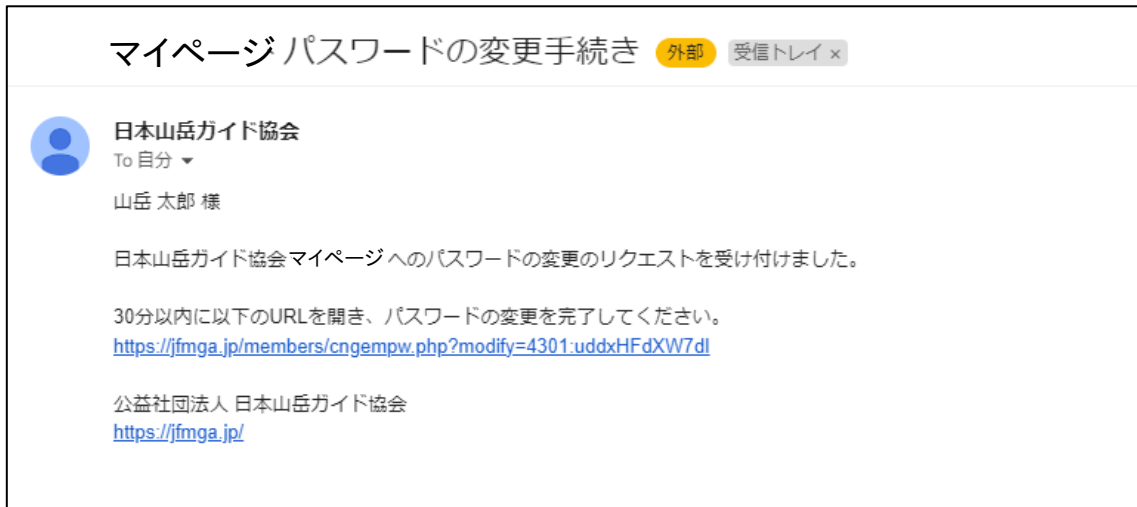 マイページ パスワードの変更手続き 外部 受信トレイ ×
日本山岳ガイド協会
To 自分
山岳 太郎 様
日本山岳ガイド協会マイページへのパスワードの変更のリクエストを受け付けました。
30分以内に以下のURLを開き、パスワードの変更を完了してください。
https://jfmga.jp/members/cngempw.php?modify=4301:uddxHFdXW7dI
公益社団法人 日本山岳ガイド協会
https://jfmga.jp/